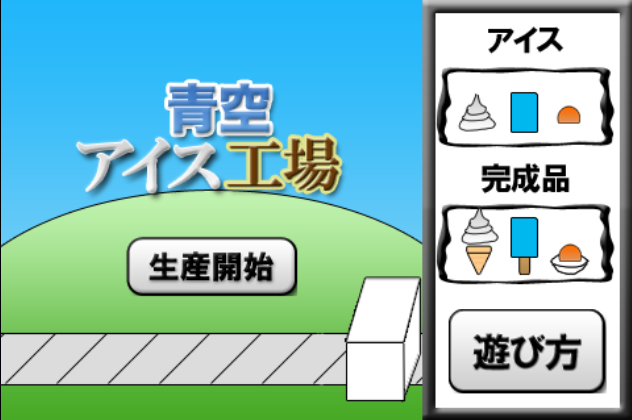 青空
アイス工場
生産開始
アイス
完成品
遊び方